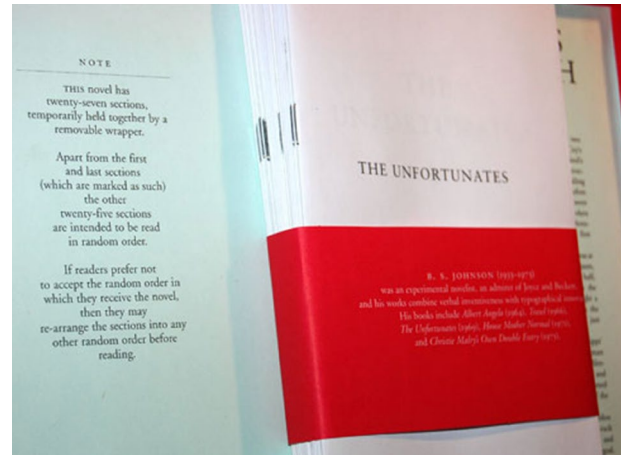 NOTE
THIS novel has
twenty-seven sections,
temporarily held together by a
removable wrapper.
Apart from the first
and last sections
(which are marked as such)
the other
twenty-five sections
are intended to be read
in random order.
If readers prefer not
to accept the random order in
which they receive the novel,
then they may
re-arrange the sections into any
other random order before
reading.
THE
UNFORTUNATES
THE UNFORTUNATES
B. S. JOHNSON (1933–1973)
was an experimental novelist, an admirer of Joyce and Beckett,
and his works combine verbal inventiveness with typographical
His books include Albert Angelo (1964), Trawl (1966),
The Unfortunates (1969), House Mother Normal (1971),
and Christie Malry's Own Double Entry (1973).
S
H